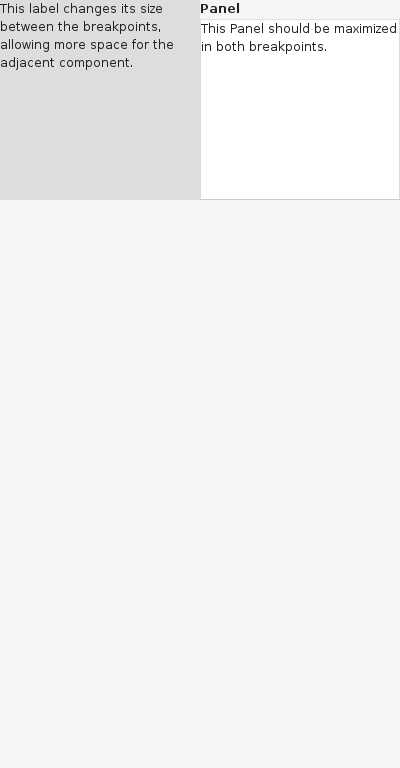 This label changes its size
between the breakpoints,
allowing more space for the
adjacent component.
Panel
This Panel should be maximized
in both breakpoints.